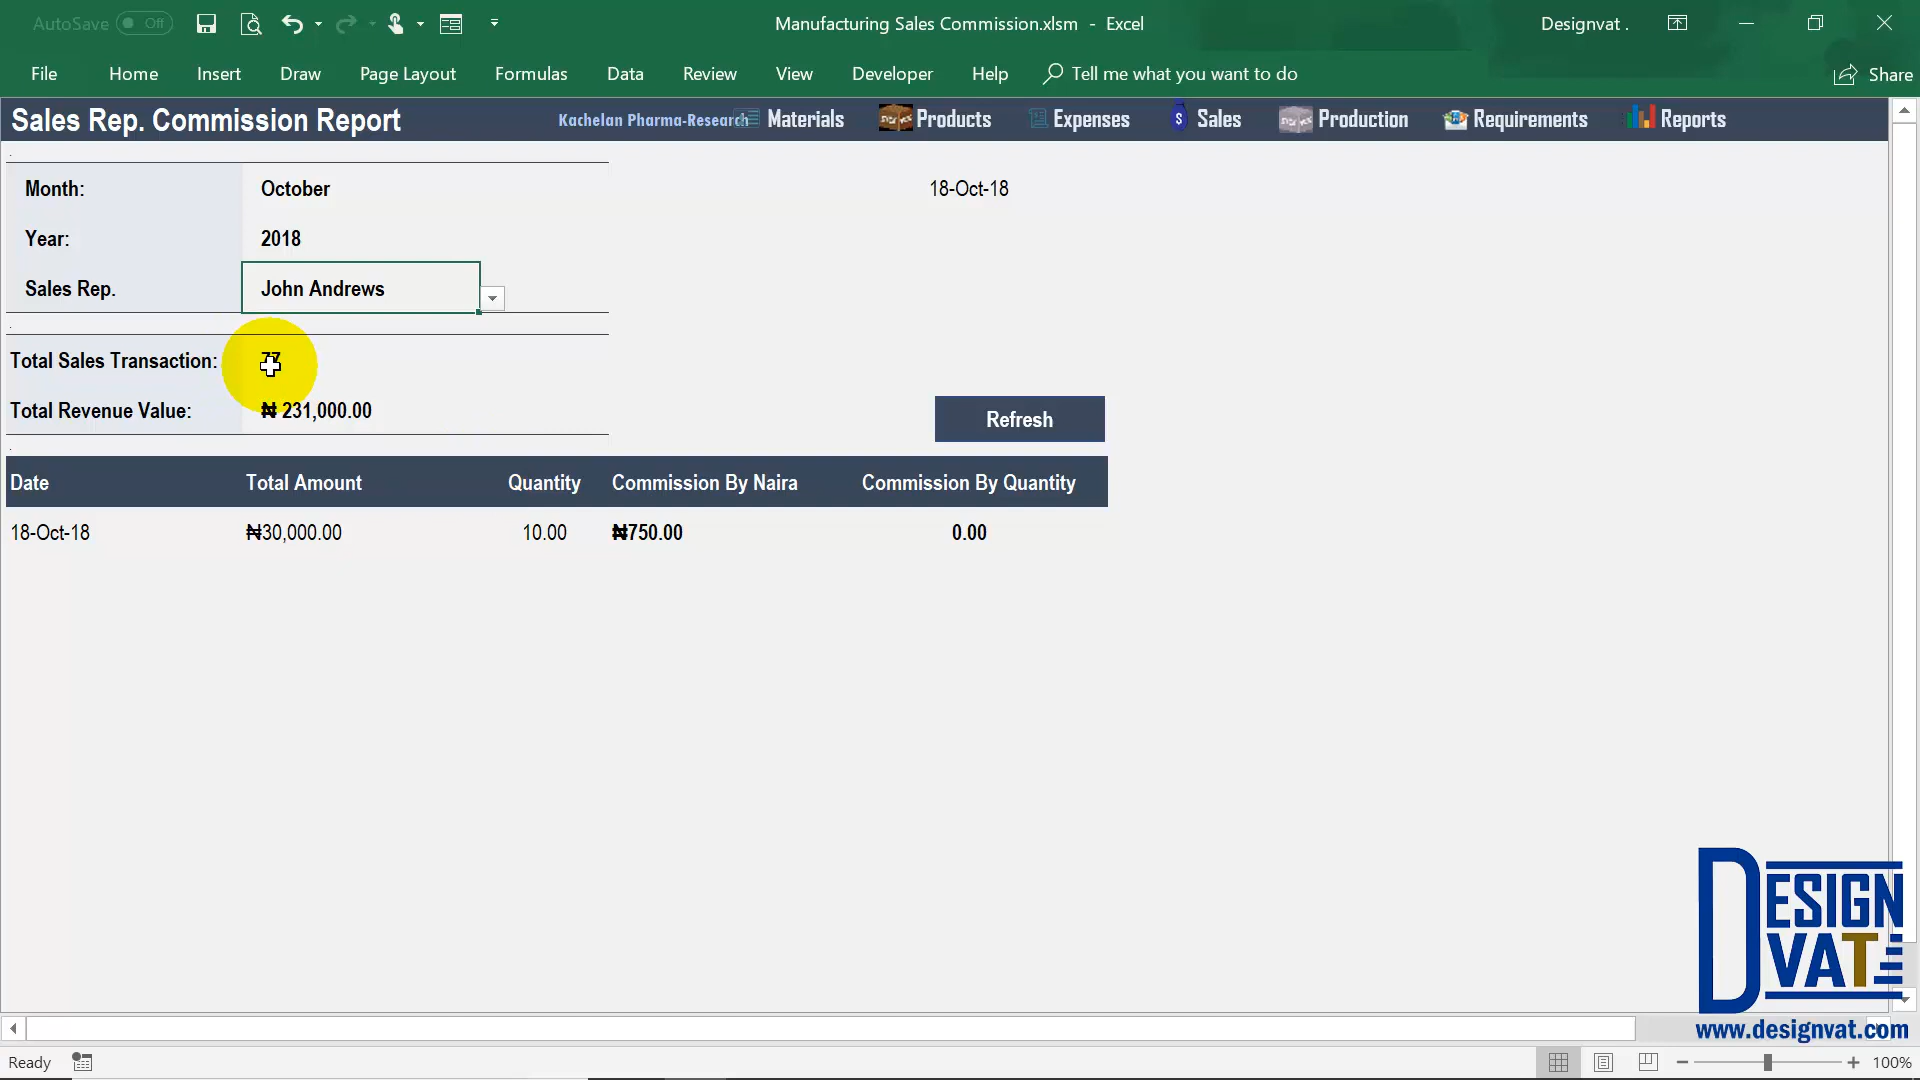 AutoSave Off
Manufacturing Sales Commission.xlsm - Excel
Designvat .
File Home Insert Draw Page Layout Formulas Data Review View Developer Help Tell me what you want to do Share
Sales Rep. Commission Report Kachelan Pharma-Research Materials Products Expenses $ Sales Production Requirements Reports
Month: October 18-Oct-18
Year: 2018
Sales Rep. John Andrews
Total Sales Transaction: 77
Total Revenue Value: ₦ 231,000.00
Refresh
Date Total Amount Quantity Commission By Naira Commission By Quantity
18-Oct-18 ₦30,000.00 10.00 ₦750.00 0.00
DESIGN
VAT
www.designvat.com
Ready 100%